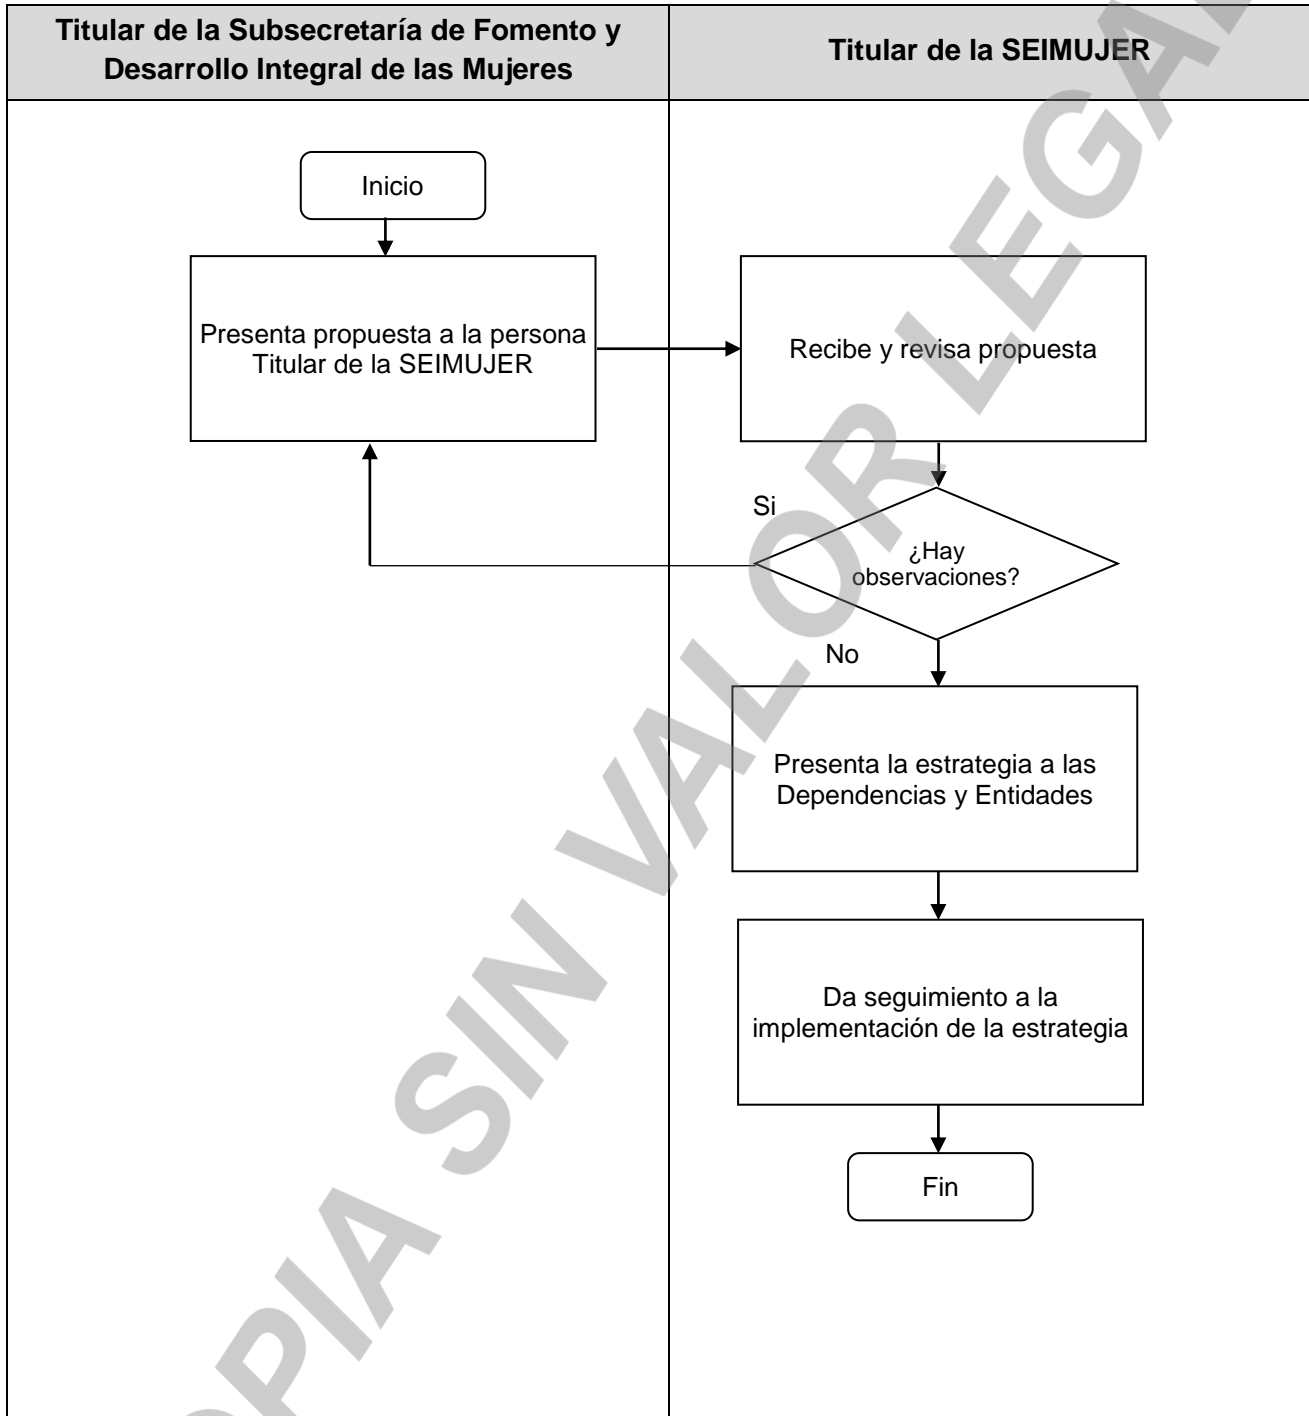 Titular de la Subsecretaría de Fomento y
Desarrollo Integral de las Mujeres
Titular de la SEIMUJER
Inicio
Presenta propuesta a la persona
Titular de la SEIMUJER
Recibe y revisa propuesta
Si
¿Hay
observaciones?
No
Presenta la estrategia a las
Dependencias y Entidades
Da seguimiento a la
implementación de la estrategia
Fin
PIA SIN VALOR LEGAL